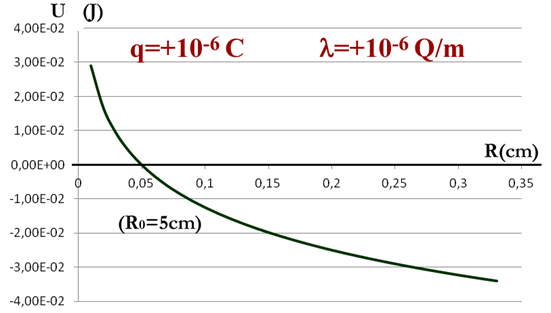 U (J)
4,00E-02
q=+10⁻⁶ C λ=+10⁻⁶ Q/m
3,00E-02
2,00E-02
1,00E-02
R(cm)
0,00E+00
0 0,05 0,1 0,15 0,2 0,25 0,3 0,35
-1,00E-02
(R₀=5cm)
-2,00E-02
-3,00E-02
-4,00E-02